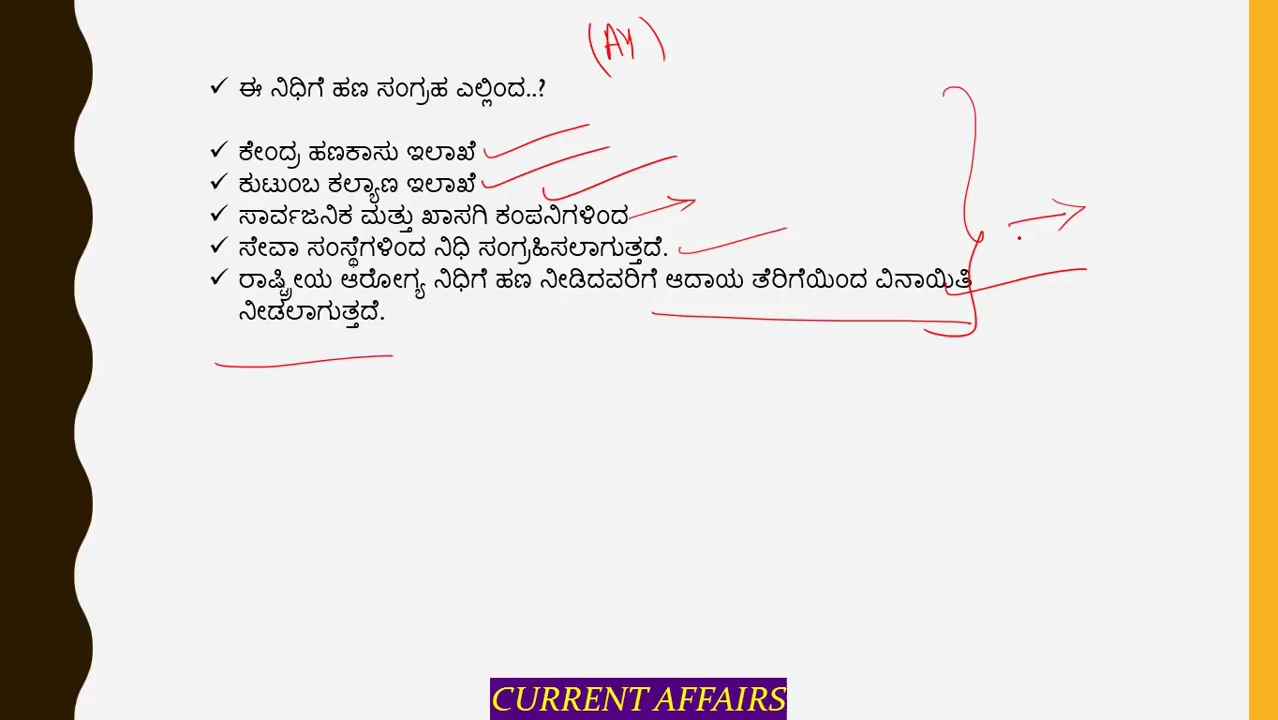 (AY)
ಈ ನಿಧಿಗೆ ಹಣ ಸಂಗ್ರಹ ಎಲ್ಲಿಂದ..?
ಕೇಂದ್ರ ಹಣಕಾಸು ಇಲಾಖೆ
ಕುಟುಂಬ ಕಲ್ಯಾಣ ಇಲಾಖೆ
ಸಾರ್ವಜನಿಕ ಮತ್ತು ಖಾಸಗಿ ಕಂಪನಿಗಳಿಂದ
ಸೇವಾ ಸಂಸ್ಥೆಗಳಿಂದ ನಿಧಿ ಸಂಗ್ರಹಿಸಲಾಗುತ್ತದೆ.
ರಾಷ್ಟ್ರೀಯ ಆರೋಗ್ಯ ನಿಧಿಗೆ ಹಣ ನೀಡಿದವರಿಗೆ ಆದಾಯ ತೆರಿಗೆಯಿಂದ ವಿನಾಯಿತಿ
ನೀಡಲಾಗುತ್ತದೆ.
CURRENT AFFAIRS